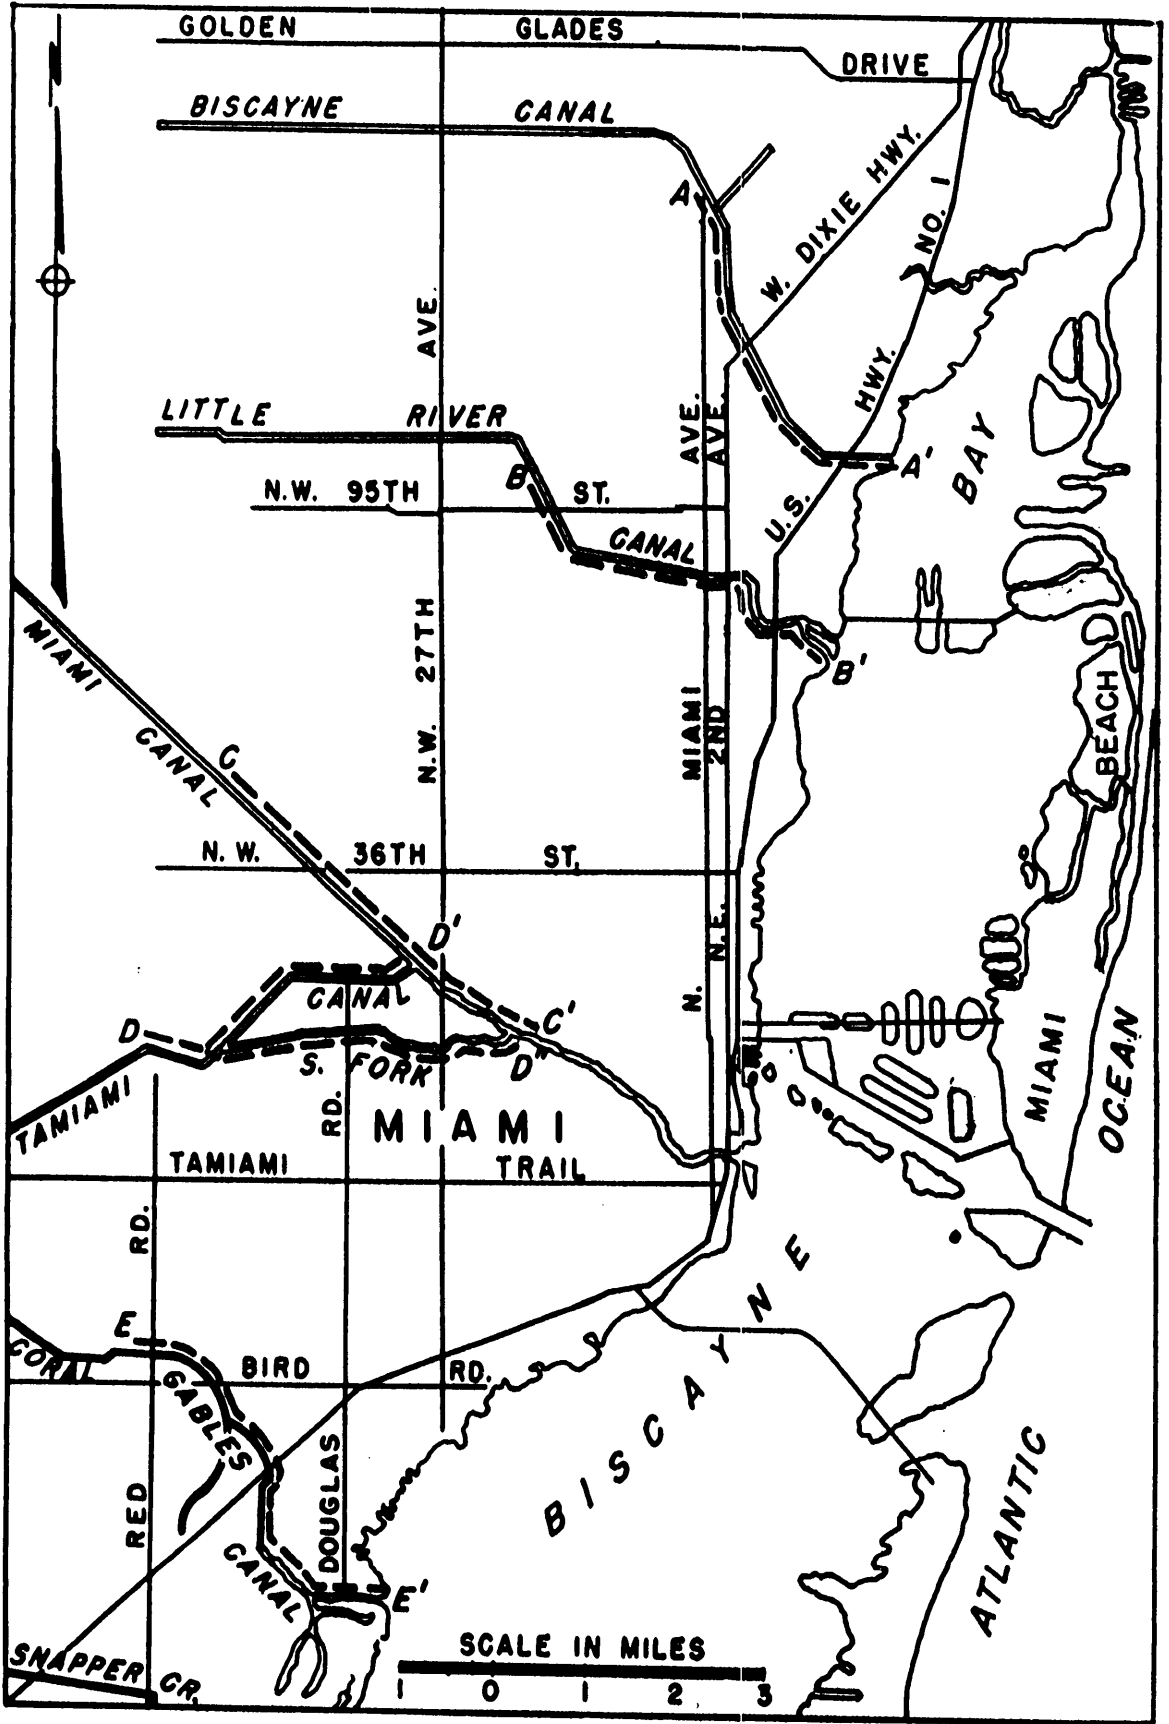 GOLDEN GLADES DRIVE
BISCAYNE CANAL
A
W. DIXIE HWY.
U.S. HWY. NO. 1
A'
LITTLE RIVER CANAL
B
N.W. 95TH ST.
B'
BISCAYNE BAY
MIAMI CANAL
C
N.W. 27TH AVE.
N. MIAMI AVE.
N.E. 2ND AVE.
MIAMI BEACH
N. W. 36TH ST.
D'
CANAL
C'
D
S. FORK
D"
TAMIAMI
MIAMI
TAMIAMI TRAIL
ATLANTIC OCEAN
RED RD.
DOUGLAS RD.
E
CORAL GABLES CANAL
BIRD RD.
E'
SNAPPER CR.
SCALE IN MILES
1 0 1 2 3